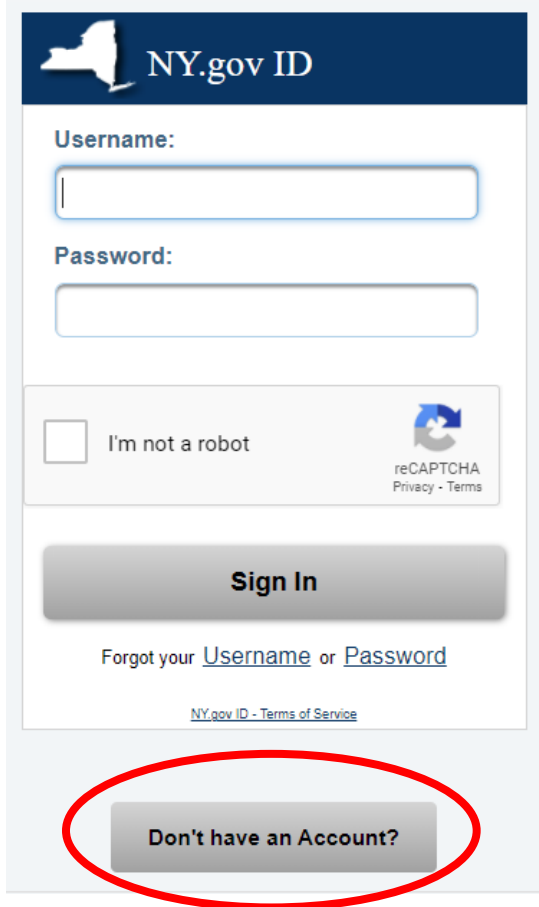 NY.gov ID
Username:
Password:
I'm not a robot
reCAPTCHA
Privacy - Terms
Sign In
Forgot your Username or Password
NY.gov ID - Terms of Service
Don't have an Account?